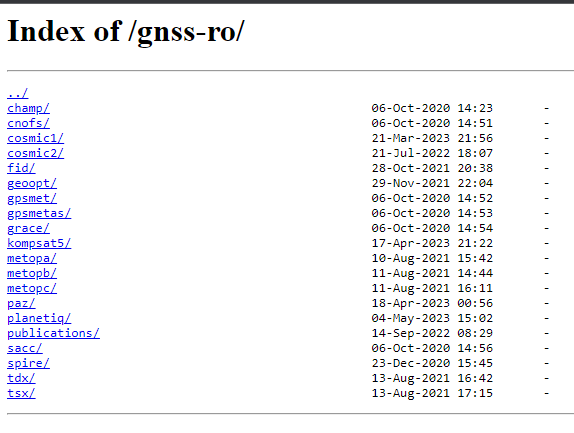 Index of /gnss-ro/
../
champ/ 06-Oct-2020 14:23 -
cnofs/ 06-Oct-2020 14:51 -
cosmic1/ 21-Mar-2023 21:56 -
cosmic2/ 21-Jul-2022 18:07 -
fid/ 28-Oct-2021 20:38 -
geoopt/ 29-Nov-2021 22:04 -
gpsmet/ 06-Oct-2020 14:52 -
gpsmetas/ 06-Oct-2020 14:53 -
grace/ 06-Oct-2020 14:54 -
kompsat5/ 17-Apr-2023 21:22 -
metopa/ 10-Aug-2021 15:42 -
metopb/ 11-Aug-2021 14:44 -
metopc/ 11-Aug-2021 16:11 -
paz/ 18-Apr-2023 00:56 -
planetiq/ 04-May-2023 15:02 -
publications/ 14-Sep-2022 08:29 -
sacc/ 06-Oct-2020 14:56 -
spire/ 23-Dec-2020 15:45 -
tdx/ 13-Aug-2021 16:42 -
tsx/ 13-Aug-2021 17:15 -